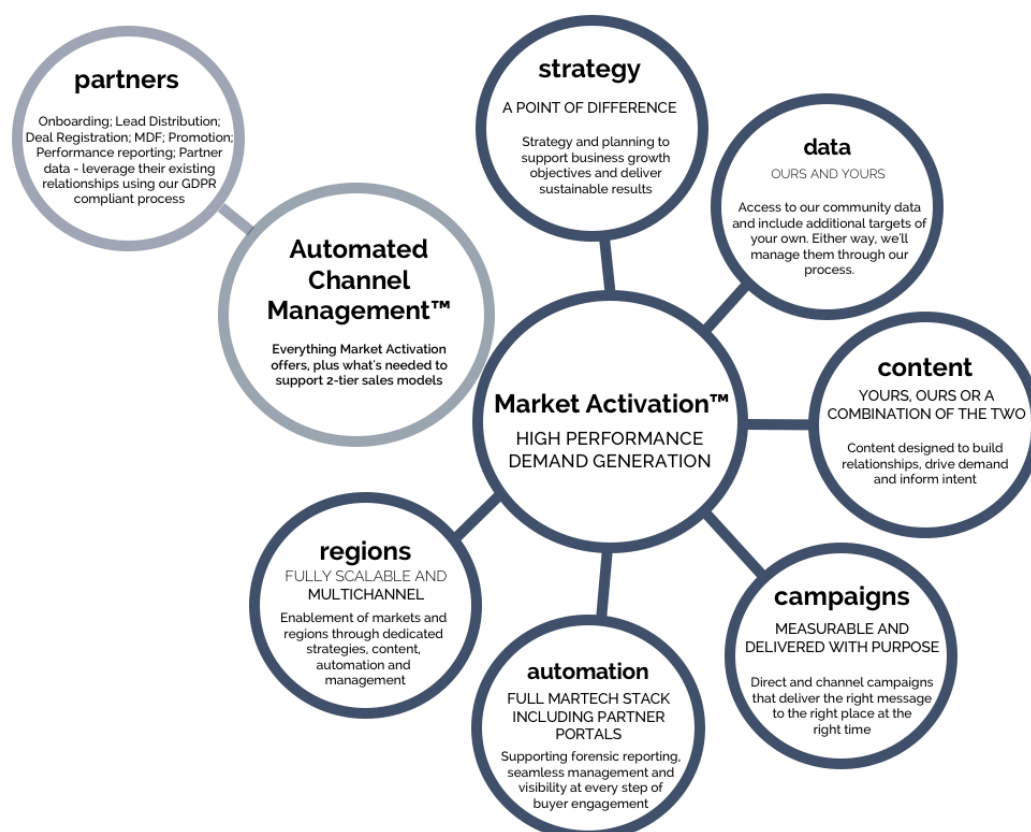 partners
Onboarding; Lead Distribution;
Deal Registration; MDF; Promotion;
Performance reporting; Partner
data - leverage their existing
relationships using our GDPR
compliant process
Automated
Channel
Management™
Everything Market Activation
offers, plus what's needed to
support 2-tier sales models
strategy
A POINT OF DIFFERENCE
Strategy and planning to
support business growth
objectives and deliver
sustainable results
data
OURS AND YOURS
Access to our community data
and include additional targets of
your own. Either way, we'll
manage them through our
process.
Market Activation™
HIGH PERFORMANCE
DEMAND GENERATION
content
YOURS, OURS OR A
COMBINATION OF THE TWO
Content designed to build
relationships, drive demand
and inform intent
regions
FULLY SCALABLE AND
MULTICHANNEL
Enablement of markets and
regions through dedicated
strategies, content,
automation and
management
automation
FULL MARTECH STACK
INCLUDING PARTNER
PORTALS
Supporting forensic reporting,
seamless management and
visibility at every step of
buyer engagement
campaigns
MEASURABLE AND
DELIVERED WITH PURPOSE
Direct and channel campaigns
that deliver the right message
to the right place at the
right time